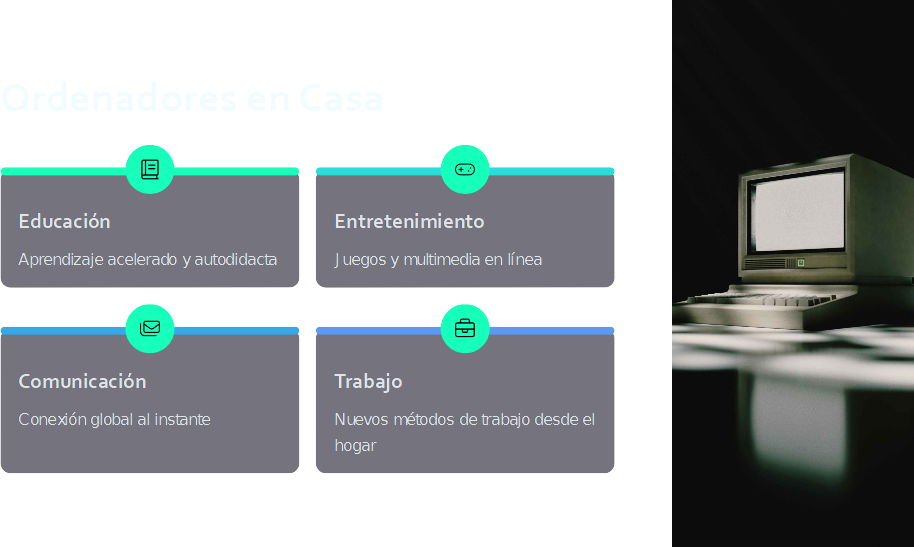 Ordenadores en Casa
Educación
Aprendizaje acelerado y autodidacta
Entretenimiento
Juegos y multimedia en línea
Comunicación
Conexión global al instante
Trabajo
Nuevos métodos de trabajo desde el
hogar